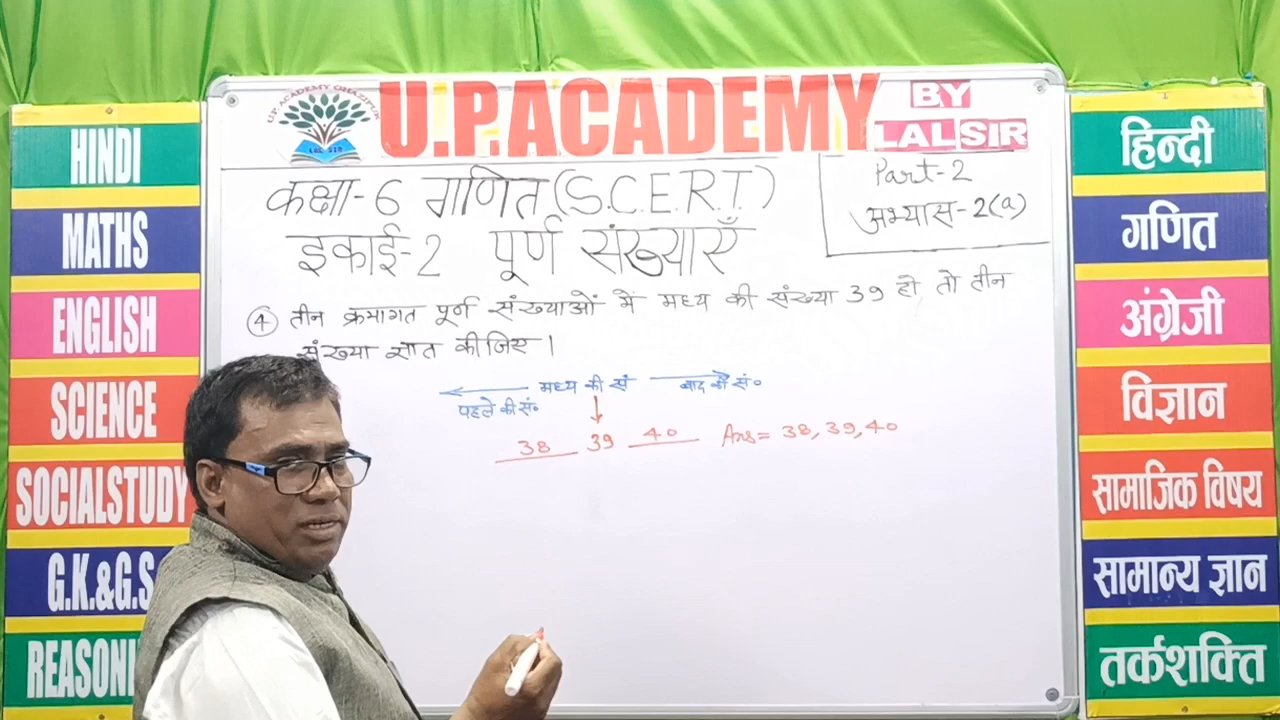 U.P. ACADEMY GHAZIPUR
LAL SIR
U.P.ACADEMY
BY
LALSIR
HINDI
MATHS
ENGLISH
SCIENCE
SOCIALSTUDY
G.K.&G.S
REASONI
कक्षा-6 गणित (S.C.E.R.T.)
इकाई-2 पूर्ण संख्याएँ
Part-2
अभ्यास-2(a)
④ तीन क्रमागत पूर्ण संख्याओं में मध्य की संख्या 39 हो, तो तीन
संख्या ज्ञात कीजिए।
मध्य की सं बाद की सं०
पहले की सं०
38 39 40 Ans = 38, 39, 40
हिन्दी
गणित
अंग्रेजी
विज्ञान
सामाजिक विषय
सामान्य ज्ञान
तर्कशक्ति